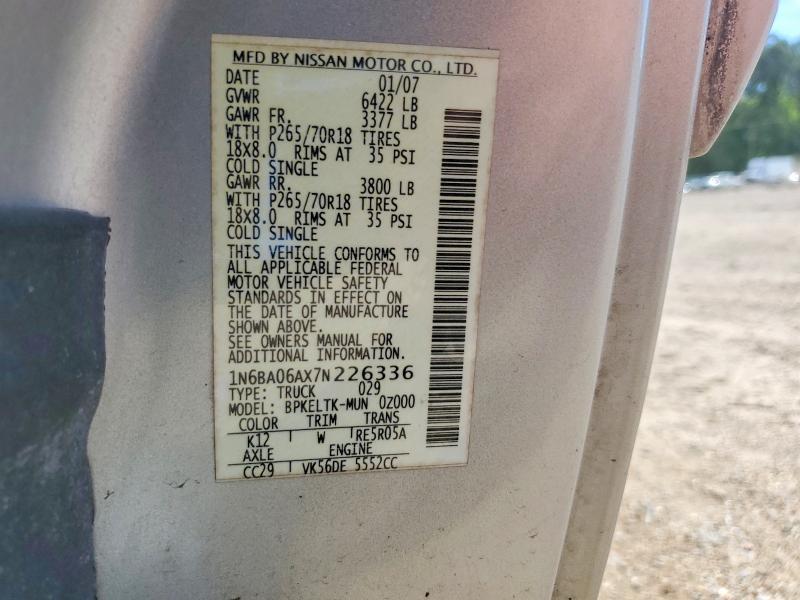 MFD BY NISSAN MOTOR CO., LTD.
DATE 01/07
GVWR 6422 LB
GAWR FR. 3377 LB
WITH P265/70R18 TIRES
18X8.0 RIMS AT 35 PSI
COLD SINGLE
GAWR RR. 3800 LB
WITH P265/70R18 TIRES
18X8.0 RIMS AT 35 PSI
COLD SINGLE
THIS VEHICLE CONFORMS TO
ALL APPLICABLE FEDERAL
MOTOR VEHICLE SAFETY
STANDARDS IN EFFECT ON
THE DATE OF MANUFACTURE
SHOWN ABOVE.
SEE OWNERS MANUAL FOR
ADDITIONAL INFORMATION.
1N6BA06AX7N226336
TYPE: TRUCK 029
MODEL: BPKELTK-MUN 0Z000
COLOR TRIM TRANS
K12 W RE5R05A
AXLE ENGINE
CC29 VK56DE 5552CC